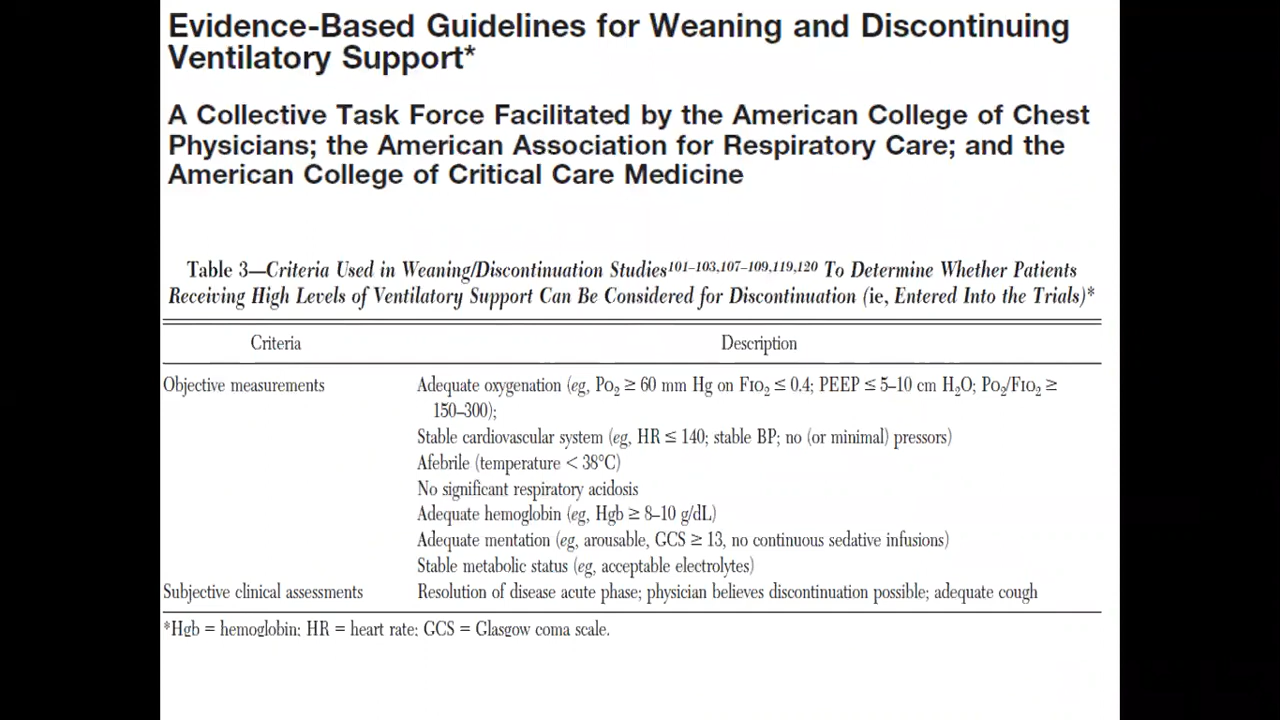 Evidence-Based Guidelines for Weaning and Discontinuing
Ventilatory Support*
A Collective Task Force Facilitated by the American College of Chest
Physicians; the American Association for Respiratory Care; and the
American College of Critical Care Medicine
Table 3—Criteria Used in Weaning/Discontinuation Studies101–103,107–109,119,120 To Determine Whether Patients
Receiving High Levels of Ventilatory Support Can Be Considered for Discontinuation (ie, Entered Into the Trials)*
Criteria Description
Objective measurements Adequate oxygenation (eg, Po₂ ≥ 60 mm Hg on Fio₂ ≤ 0.4; PEEP ≤ 5–10 cm H₂O; Po₂/Fio₂ ≥
150–300);
Stable cardiovascular system (eg, HR ≤ 140; stable BP; no (or minimal) pressors)
Afebrile (temperature < 38°C)
No significant respiratory acidosis
Adequate hemoglobin (eg, Hgb ≥ 8–10 g/dL)
Adequate mentation (eg, arousable, GCS ≥ 13, no continuous sedative infusions)
Stable metabolic status (eg, acceptable electrolytes)
Subjective clinical assessments Resolution of disease acute phase; physician believes discontinuation possible; adequate cough
*Hgb = hemoglobin; HR = heart rate; GCS = Glasgow coma scale.